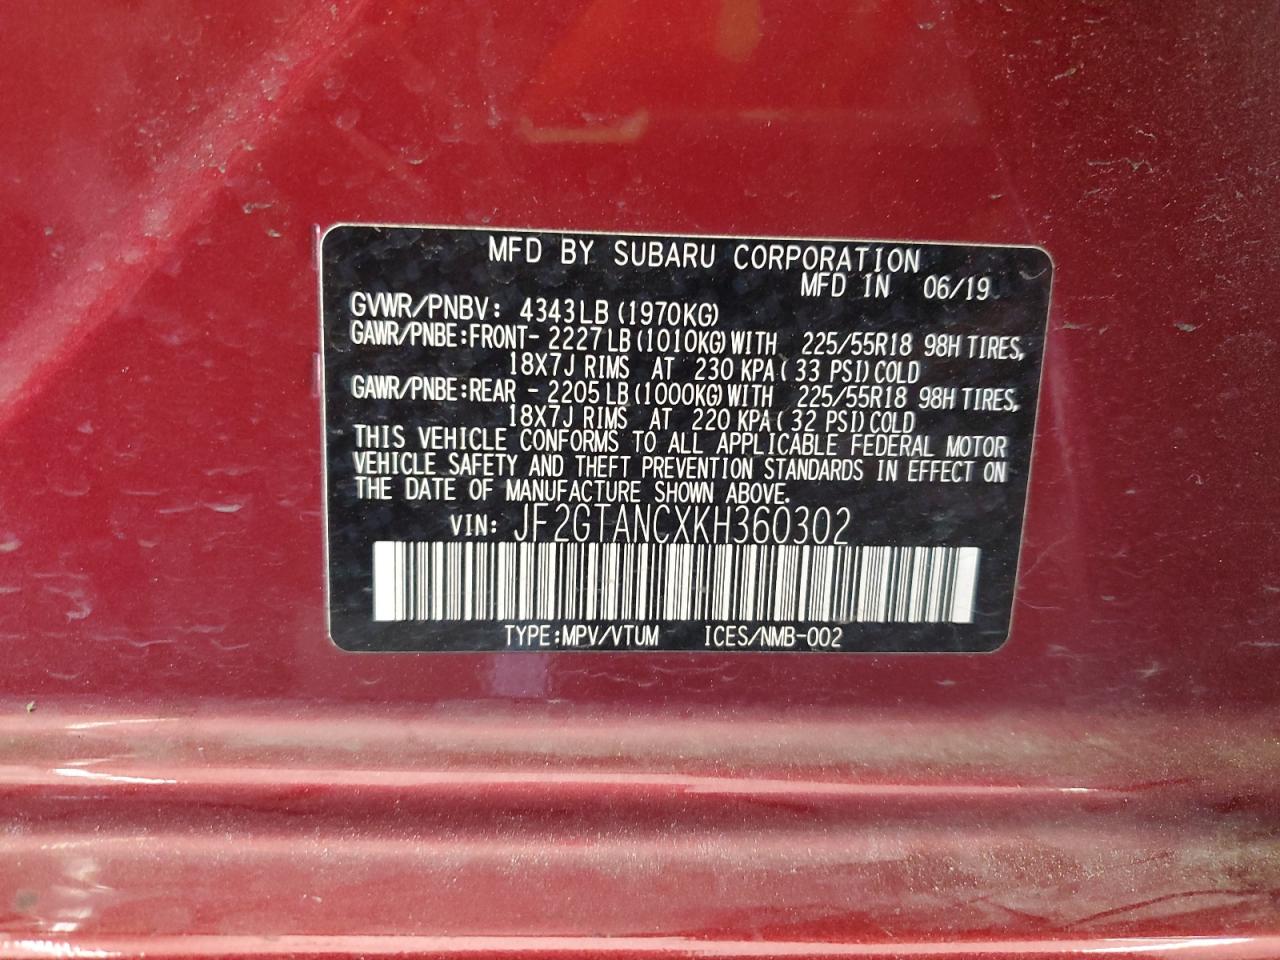 MFD BY SUBARU CORPORATION
MFD IN 06/19
GVWR/PNBV: 4343LB (1970KG)
GAWR/PNBE:FRONT- 2227LB (1010KG) WITH 225/55R18 98H TIRES,
18X7J RIMS AT 230 KPA( 33 PSI) COLD
GAWR/PNBE:REAR - 2205LB (1000KG) WITH 225/55R18 98H TIRES,
18X7J RIMS AT 220 KPA( 32 PSI) COLD
THIS VEHICLE CONFORMS TO ALL APPLICABLE FEDERAL MOTOR
VEHICLE SAFETY AND THEFT PREVENTION STANDARDS IN EFFECT ON
THE DATE OF MANUFACTURE SHOWN ABOVE.
VIN: JF2GTANCXKH360302
TYPE:MPV/VTUM ICES/NMB-002